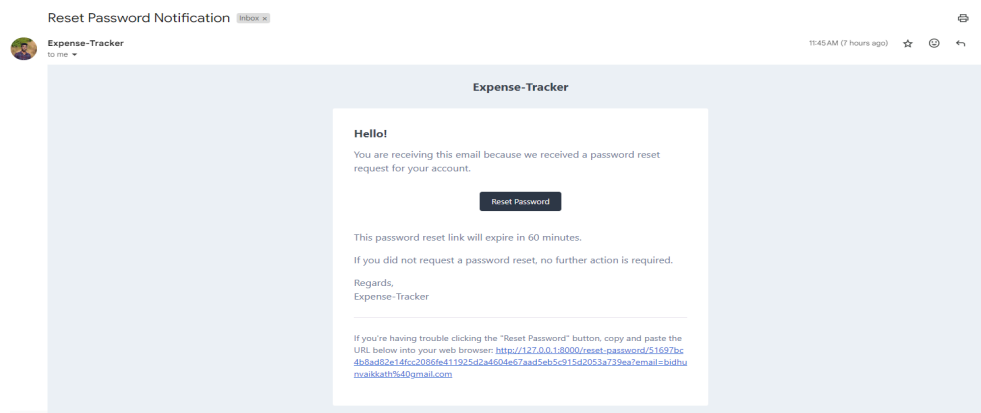 Reset Password Notification Inbox ×
Expense-Tracker
11:45 AM (7 hours ago)
to me
Expense-Tracker
Hello!
You are receiving this email because we received a password reset
request for your account.
Reset Password
This password reset link will expire in 60 minutes.
If you did not request a password reset, no further action is required.
Regards,
Expense-Tracker
If you're having trouble clicking the "Reset Password" button, copy and paste the
URL below into your web browser: http://127.0.0.1:8000/reset-password/51697bc
4b8ad82e14fcc2086fe411925d2a4604e67aad5eb5c915d2053a739ea?email=bidhu
nvaikkath%40gmail.com